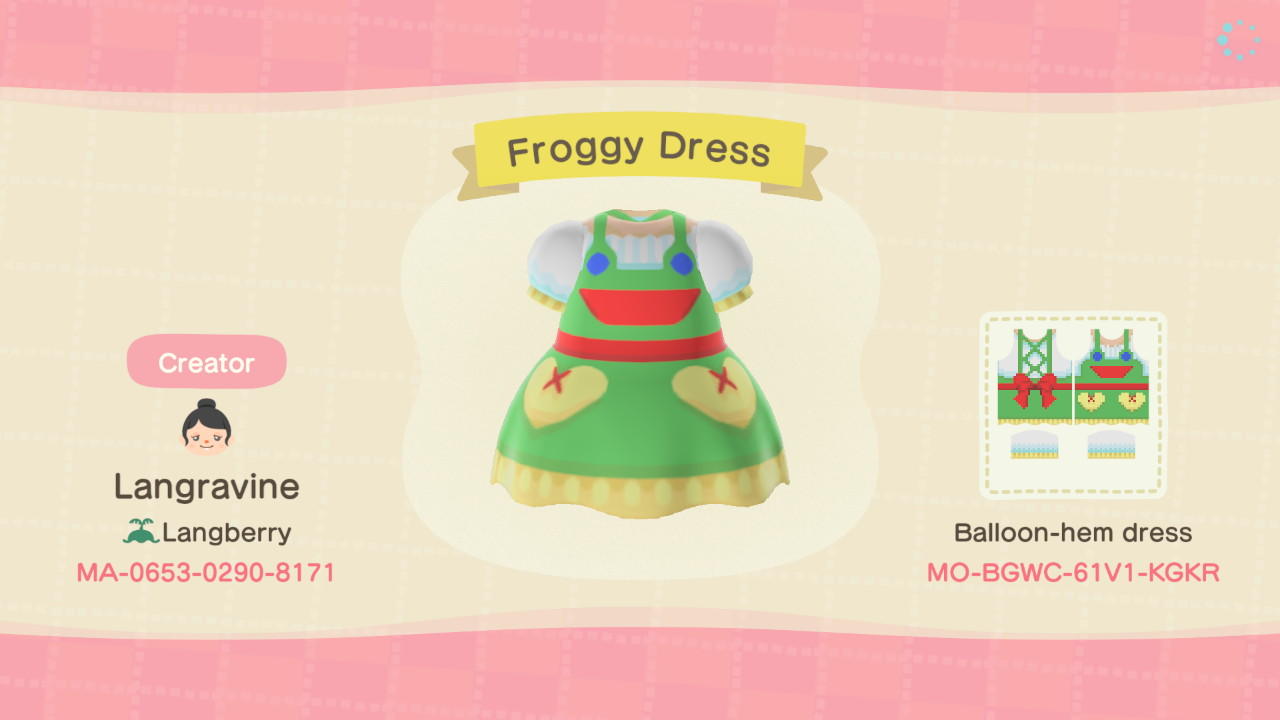 Froggy Dress
Creator
Langravine
Langberry
MA-0653-0290-8171
Balloon-hem dress
MO-BGWC-61V1-KGKR